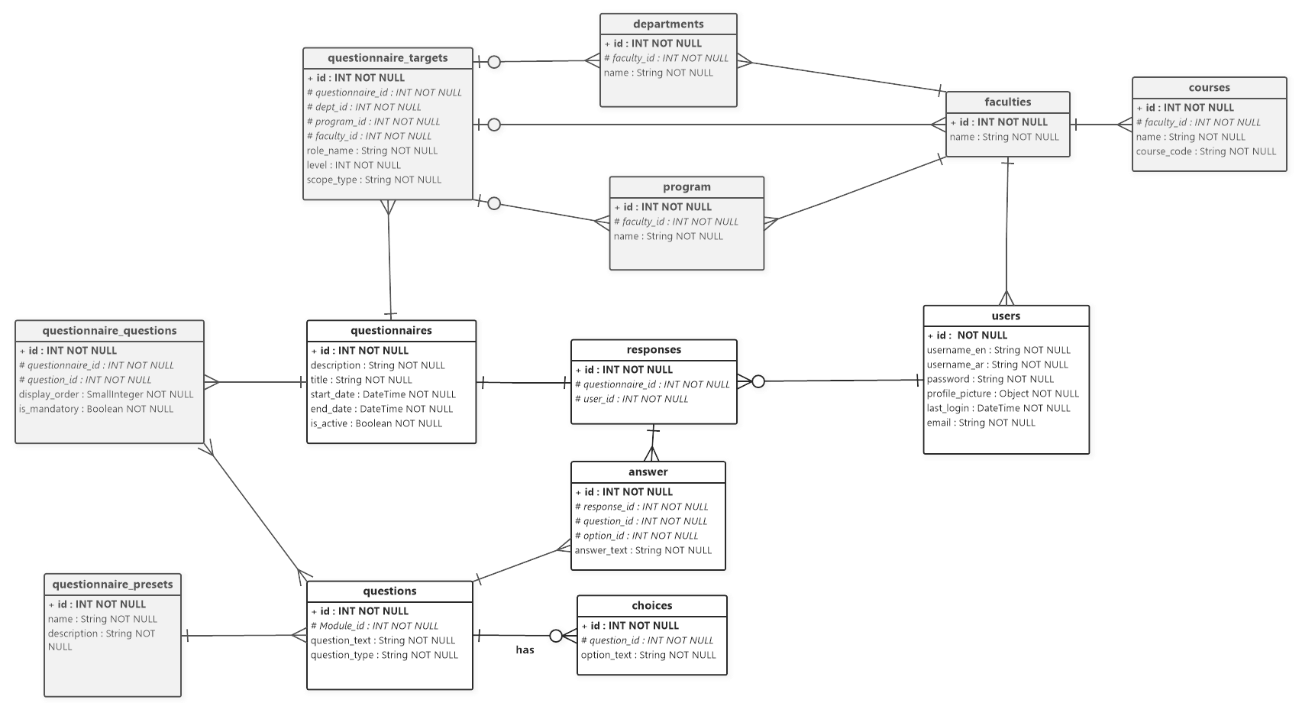 departments
+ id : INT NOT NULL
# faculty_id : INT NOT NULL
name : String NOT NULL
questionnaire_targets
+ id : INT NOT NULL
# questionnaire_id : INT NOT NULL
# dept_id : INT NOT NULL
# program_id : INT NOT NULL
# faculty_id : INT NOT NULL
role_name : String NOT NULL
level : INT NOT NULL
scope_type : String NOT NULL
faculties
+ id : INT NOT NULL
name : String NOT NULL
courses
+ id : INT NOT NULL
# faculty_id : INT NOT NULL
name : String NOT NULL
course_code : String NOT NULL
program
+ id : INT NOT NULL
# faculty_id : INT NOT NULL
name : String NOT NULL
questionnaire_questions
+ id : INT NOT NULL
# questionnaire_id : INT NOT NULL
# question_id : INT NOT NULL
display_order : SmallInteger NOT NULL
is_mandatory : Boolean NOT NULL
questionnaires
+ id : INT NOT NULL
description : String NOT NULL
title : String NOT NULL
start_date : DateTime NOT NULL
end_date : DateTime NOT NULL
is_active : Boolean NOT NULL
responses
+ id : INT NOT NULL
# questionnaire_id : INT NOT NULL
# user_id : INT NOT NULL
users
+ id :  NOT NULL
username_en : String NOT NULL
username_ar : String NOT NULL
password : String NOT NULL
profile_picture : Object NOT NULL
last_login : DateTime NOT NULL
email : String NOT NULL
answer
+ id : INT NOT NULL
# response_id : INT NOT NULL
# question_id : INT NOT NULL
# option_id : INT NOT NULL
answer_text : String NOT NULL
questionnaire_presets
+ id : INT NOT NULL
name : String NOT NULL
description : String NOT
NULL
questions
+ id : INT NOT NULL
# Module_id : INT NOT NULL
question_text : String NOT NULL
question_type : String NOT NULL
has
choices
+ id : INT NOT NULL
# question_id : INT NOT NULL
option_text : String NOT NULL